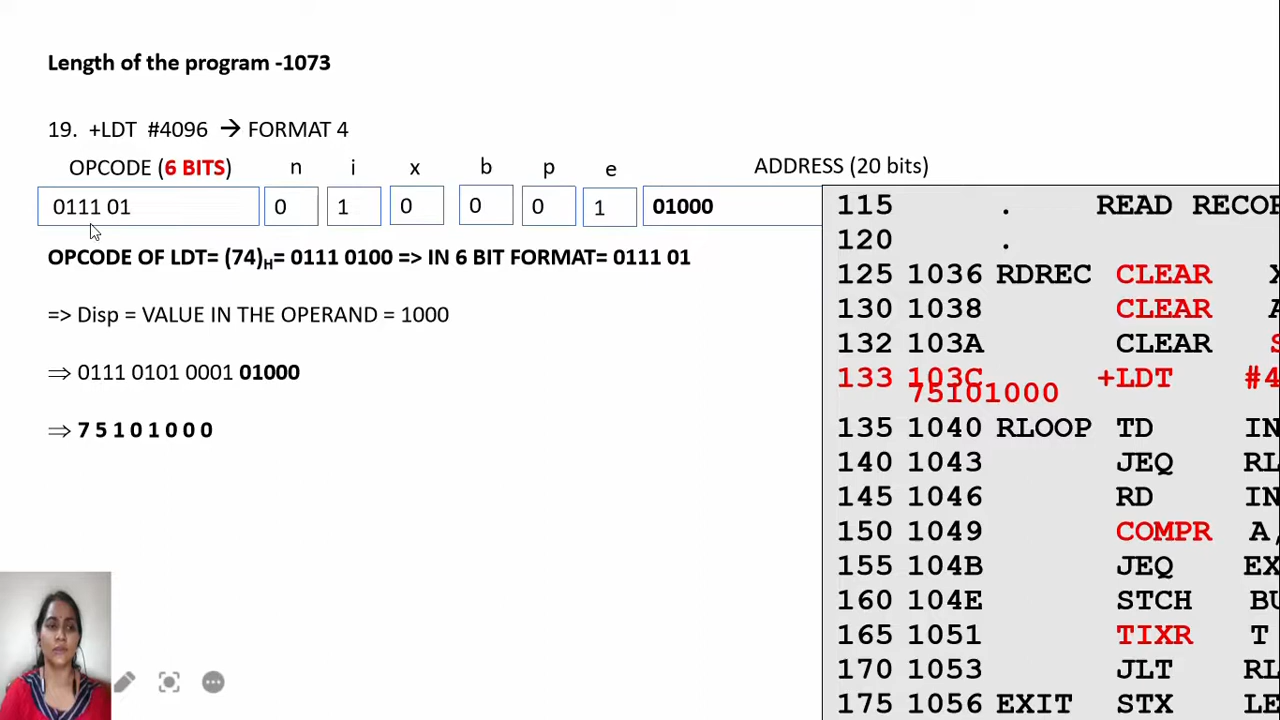 Length of the program -1073
19. +LDT #4096 → FORMAT 4
OPCODE (6 BITS) n i x b p e ADDRESS (20 bits)
0111 01 0 1 0 0 0 1 01000
OPCODE OF LDT= (74)H= 0111 0100 => IN 6 BIT FORMAT= 0111 01
=> Disp = VALUE IN THE OPERAND = 1000
⇒ 0111 0101 0001 01000
⇒ 7 5 1 0 1 0 0 0
115 . READ RECOR
120 .
125 1036 RDREC CLEAR X
130 1038 CLEAR A
132 103A CLEAR S
133 103C +LDT #4
75101000
135 1040 RLOOP TD IN
140 1043 JEQ RL
145 1046 RD IN
150 1049 COMPR A,
155 104B JEQ EX
160 104E STCH BU
165 1051 TIXR T
170 1053 JLT RL
175 1056 EXIT STX LE